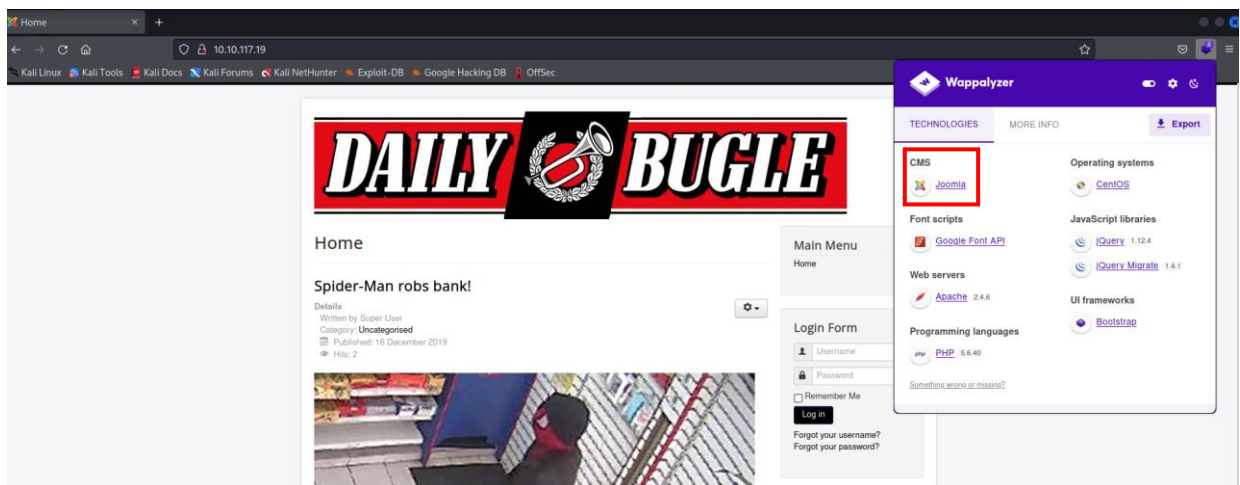 Home
10.10.117.19
Kali Linux
Kali Tools
Kali Docs
Kali Forums
Kali NetHunter
Exploit-DB
Google Hacking DB
OffSec
DAILY BUGLE
Home
Spider-Man robs bank!
Details
Written by Super User
Category: Uncategorised
Published: 16 December 2019
Hits: 2
Main Menu
Home
Login Form
Username
Password
Remember Me
Log in
Forgot your username?
Forgot your password?
Wappalyzer
TECHNOLOGIES
MORE INFO
Export
CMS
Joomla
Font scripts
Google Font API
Web servers
Apache 2.4.6
Programming languages
PHP 5.6.40
Something wrong or missing?
Operating systems
CentOS
JavaScript libraries
jQuery 1.12.4
jQuery Migrate 1.4.1
UI frameworks
Bootstrap